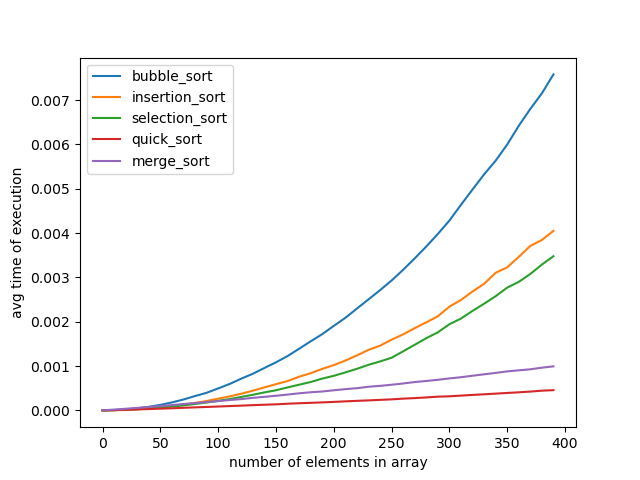 bubble_sort
insertion_sort
selection_sort
quick_sort
merge_sort
avg time of execution
0.007
0.006
0.005
0.004
0.003
0.002
0.001
0.000
0 50 100 150 200 250 300 350 400
number of elements in array